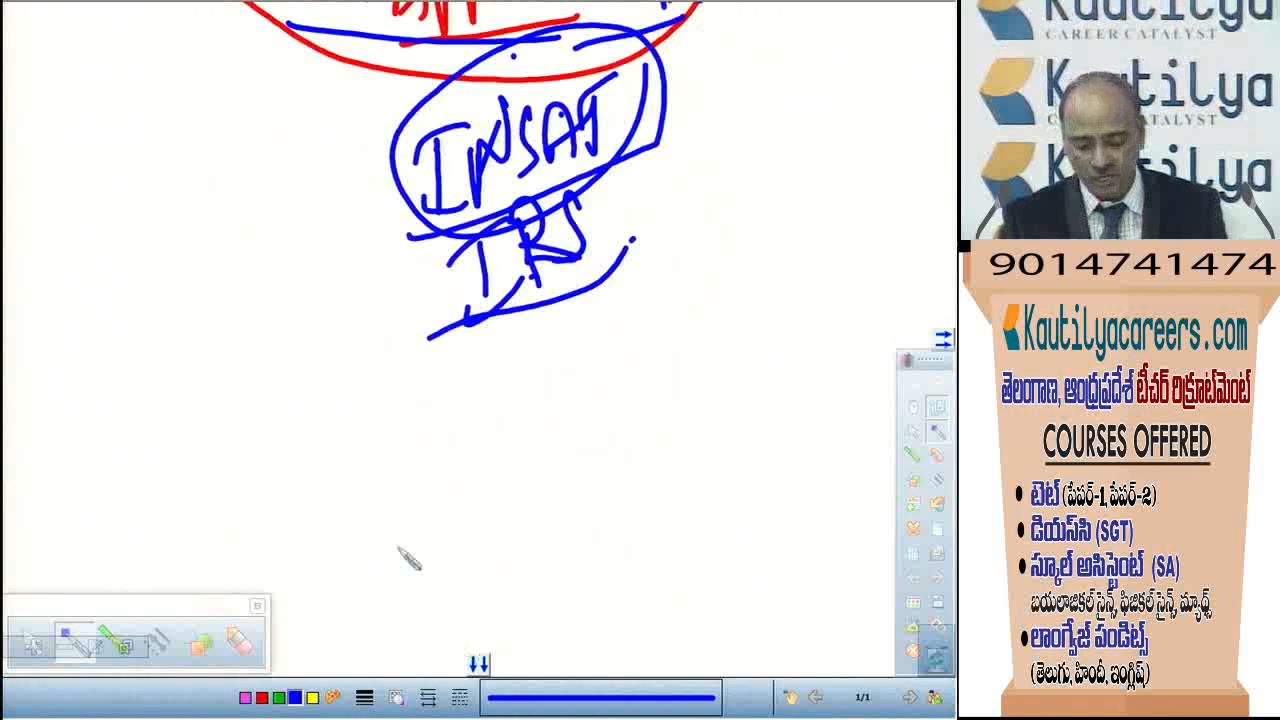 INSAT
IRS
1/1
Kautilya
CAREER CATALYST
Kautilya
Kautilya
9014741474
Kautilyacareers.com
తెలంగాణ, ఆంధ్రప్రదేశ్ టీచర్ రిక్రూట్‌మెంట్
COURSES OFFERED
• టెట్ (పేపర్-1, పేపర్-2)
• డియస్‌సి (SGT)
• స్కూల్ అసిస్టెంట్ (SA)
బయలాజికల్ సైన్స్, ఫిజికల్ సైన్స్, మ్యాథ్స్
• లాంగ్వేజ్ పండిట్స్
(తెలుగు, హిందీ, ఇంగ్లిష్)